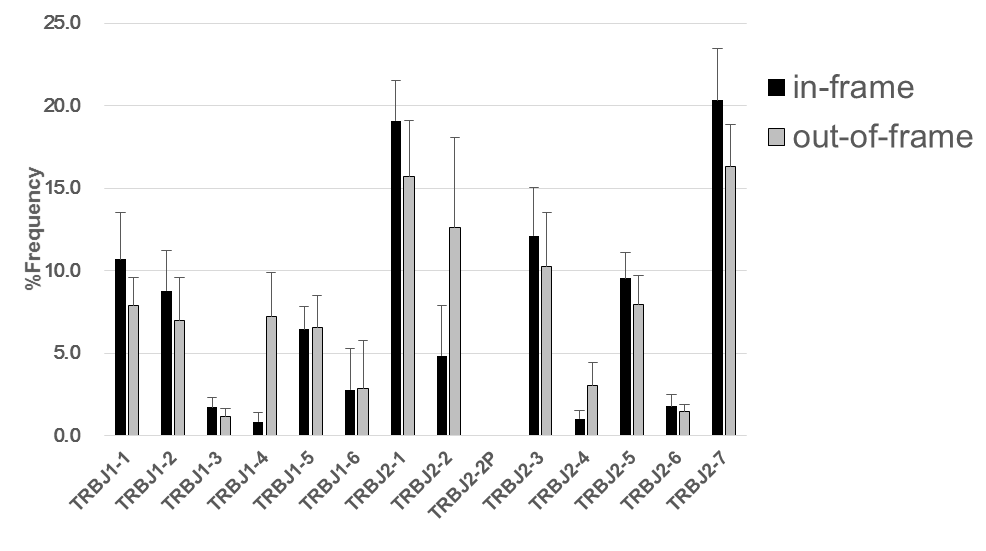 25.0
20.0
15.0
10.0
5.0
0.0
%Frequency
TRBJ1-1
TRBJ1-2
TRBJ1-3
TRBJ1-4
TRBJ1-5
TRBJ1-6
TRBJ2-1
TRBJ2-2
TRBJ2-2P
TRBJ2-3
TRBJ2-4
TRBJ2-5
TRBJ2-6
TRBJ2-7
in-frame
out-of-frame